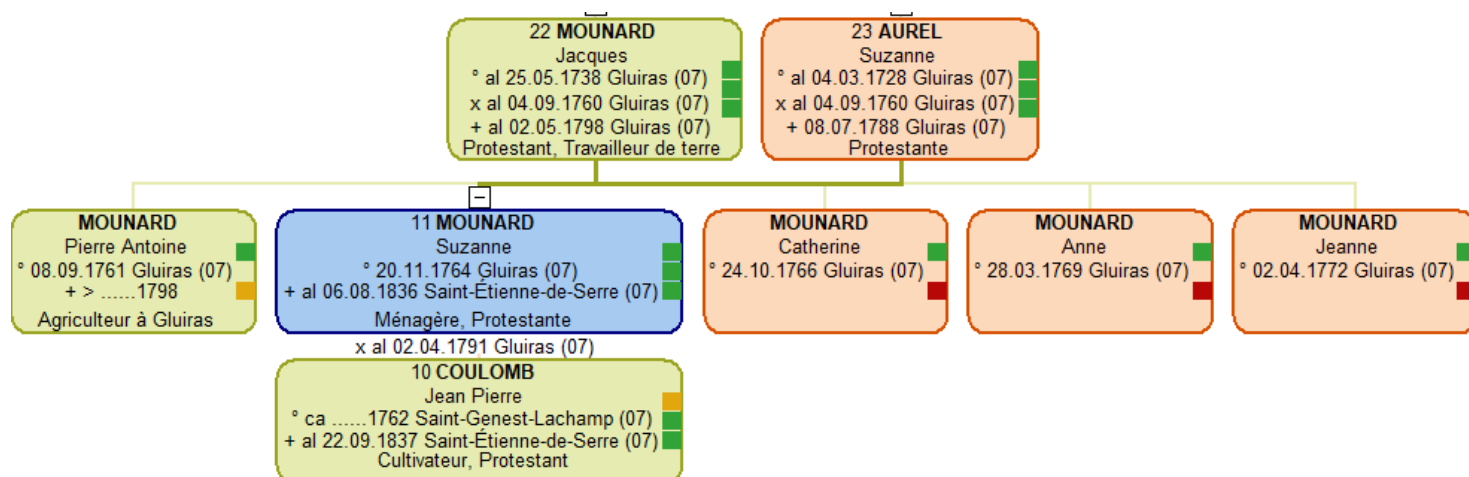 22 MOUNARD
Jacques
° al 25.05.1738 Gluiras (07)
x al 04.09.1760 Gluiras (07)
+ al 02.05.1798 Gluiras (07)
Protestant, Travailleur de terre
23 AUREL
Suzanne
° al 04.03.1728 Gluiras (07)
x al 04.09.1760 Gluiras (07)
+ 08.07.1788 Gluiras (07)
Protestante
MOUNARD
Pierre Antoine
° 08.09.1761 Gluiras (07)
+ > ......1798
Agriculteur à Gluiras
11 MOUNARD
Suzanne
° 20.11.1764 Gluiras (07)
+ al 06.08.1836 Saint-Étienne-de-Serre (07)
Ménagère, Protestante
x al 02.04.1791 Gluiras (07)
10 COULOMB
Jean Pierre
° ca ......1762 Saint-Genest-Lachamp (07)
+ al 22.09.1837 Saint-Étienne-de-Serre (07)
Cultivateur, Protestant
MOUNARD
Catherine
° 24.10.1766 Gluiras (07)
MOUNARD
Anne
° 28.03.1769 Gluiras (07)
MOUNARD
Jeanne
° 02.04.1772 Gluiras (07)